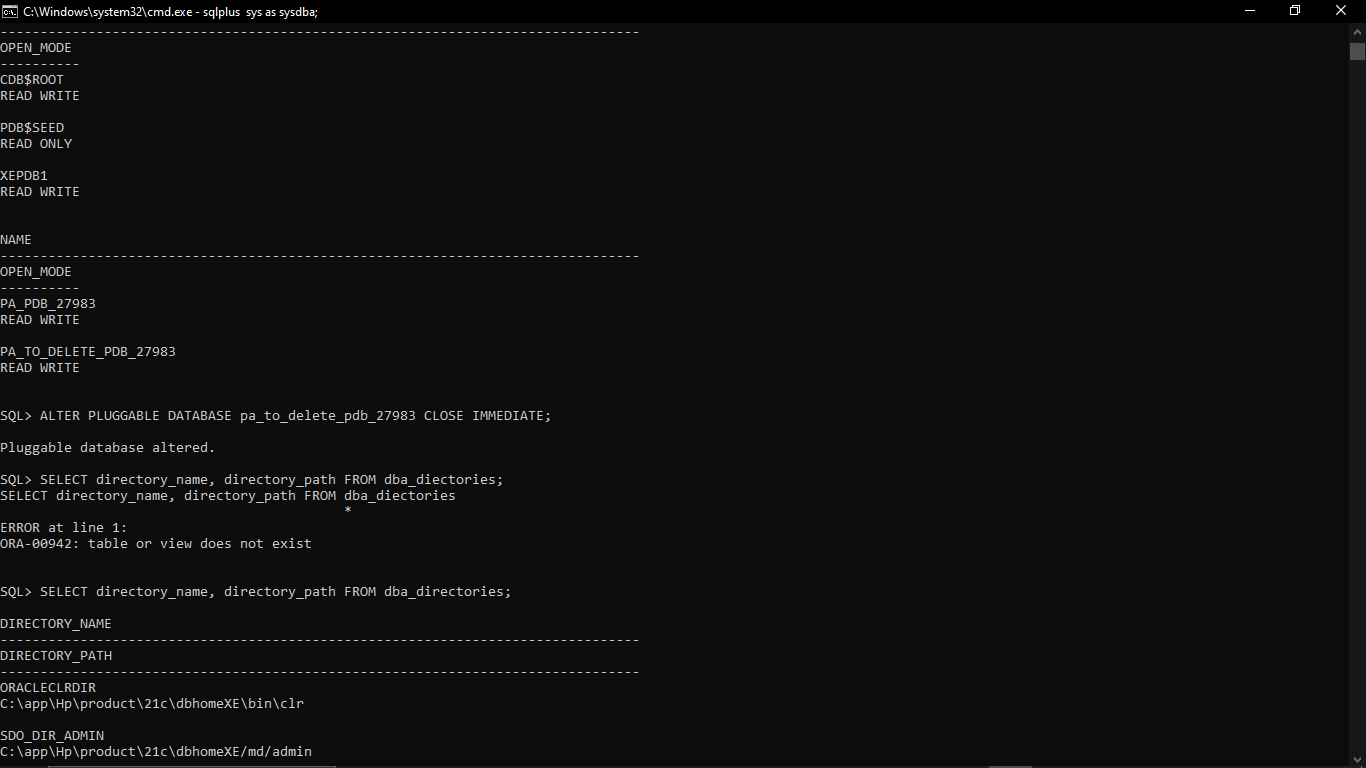 C:\Windows\system32\cmd.exe - sqlplus  sys as sysdba;
--------------------------------------------------------------------------------
OPEN_MODE
----------
CDB$ROOT
READ WRITE

PDB$SEED
READ ONLY

XEPDB1
READ WRITE


NAME
--------------------------------------------------------------------------------
OPEN_MODE
----------
PA_PDB_27983
READ WRITE

PA_TO_DELETE_PDB_27983
READ WRITE


SQL> ALTER PLUGGABLE DATABASE pa_to_delete_pdb_27983 CLOSE IMMEDIATE;

Pluggable database altered.

SQL> SELECT directory_name, directory_path FROM dba_diectories;
SELECT directory_name, directory_path FROM dba_diectories
                                           *
ERROR at line 1:
ORA-00942: table or view does not exist


SQL> SELECT directory_name, directory_path FROM dba_directories;

DIRECTORY_NAME
--------------------------------------------------------------------------------
DIRECTORY_PATH
--------------------------------------------------------------------------------
ORACLECLRDIR
C:\app\Hp\product\21c\dbhomeXE\bin\clr

SDO_DIR_ADMIN
C:\app\Hp\product\21c\dbhomeXE/md/admin